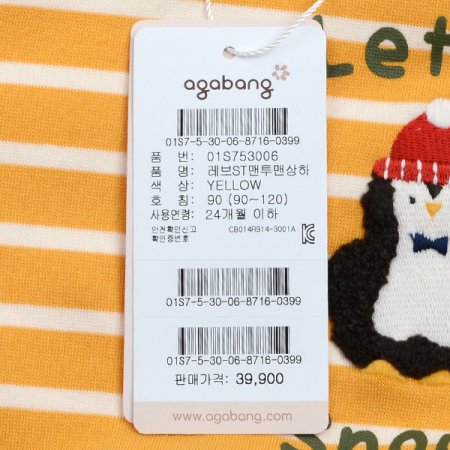 Let
agabang
01S7-5-30-06-8716-0399
품 번: 01S753006
품 명: 레브ST맨투맨상하
색 상: YELLOW
호 칭: 90 (90~120)
사용연령: 24개월 이하
안전확인신고
확인증번호 CB014R914-3001A
01S7-5-30-06-8716-0399
01S7-5-30-06-8716-0399
판매가격: 39,900
www.agabang.com